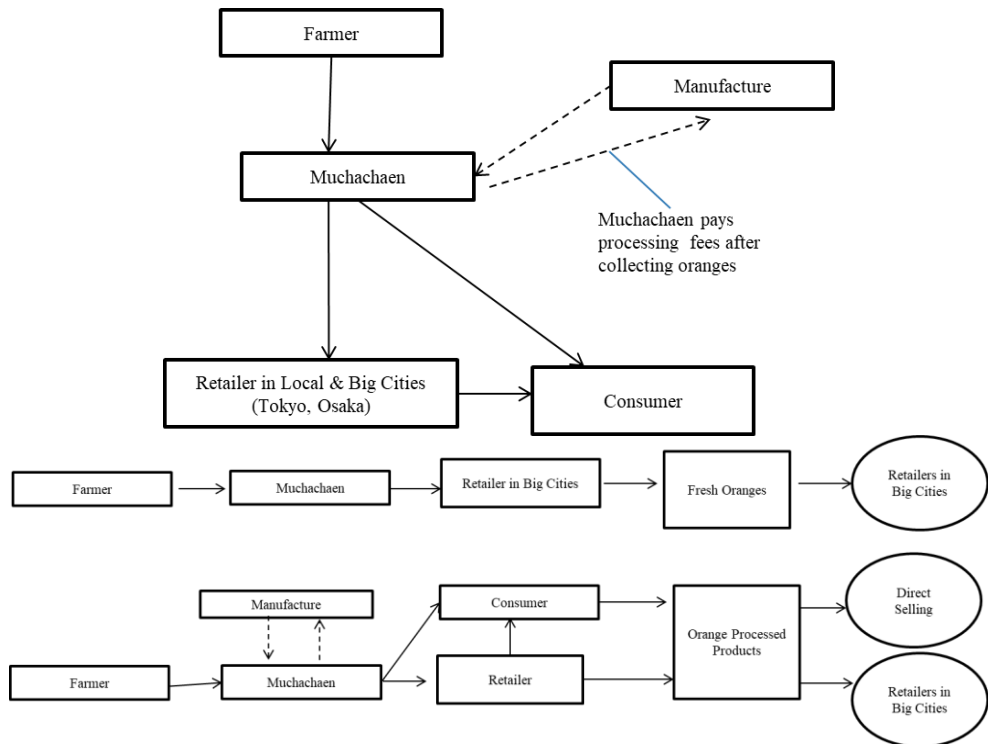 Farmer
Manufacture
Muchachaen
Muchachaen pays
processing fees after
collecting oranges
Retailer in Local & Big Cities
(Tokyo, Osaka)
Consumer
Farmer
Muchachaen
Retailer in Big Cities
Fresh Oranges
Retailers in
Big Cities
Manufacture
Consumer
Direct
Selling
Orange Processed
Products
Farmer
Muchachaen
Retailer
Retailers in
Big Cities